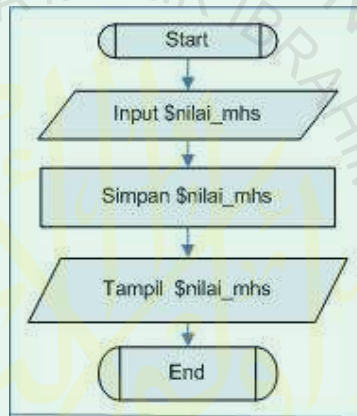 Start
Input $nilai_mhs
Simpan $nilai_mhs
Tampil $nilai_mhs
End